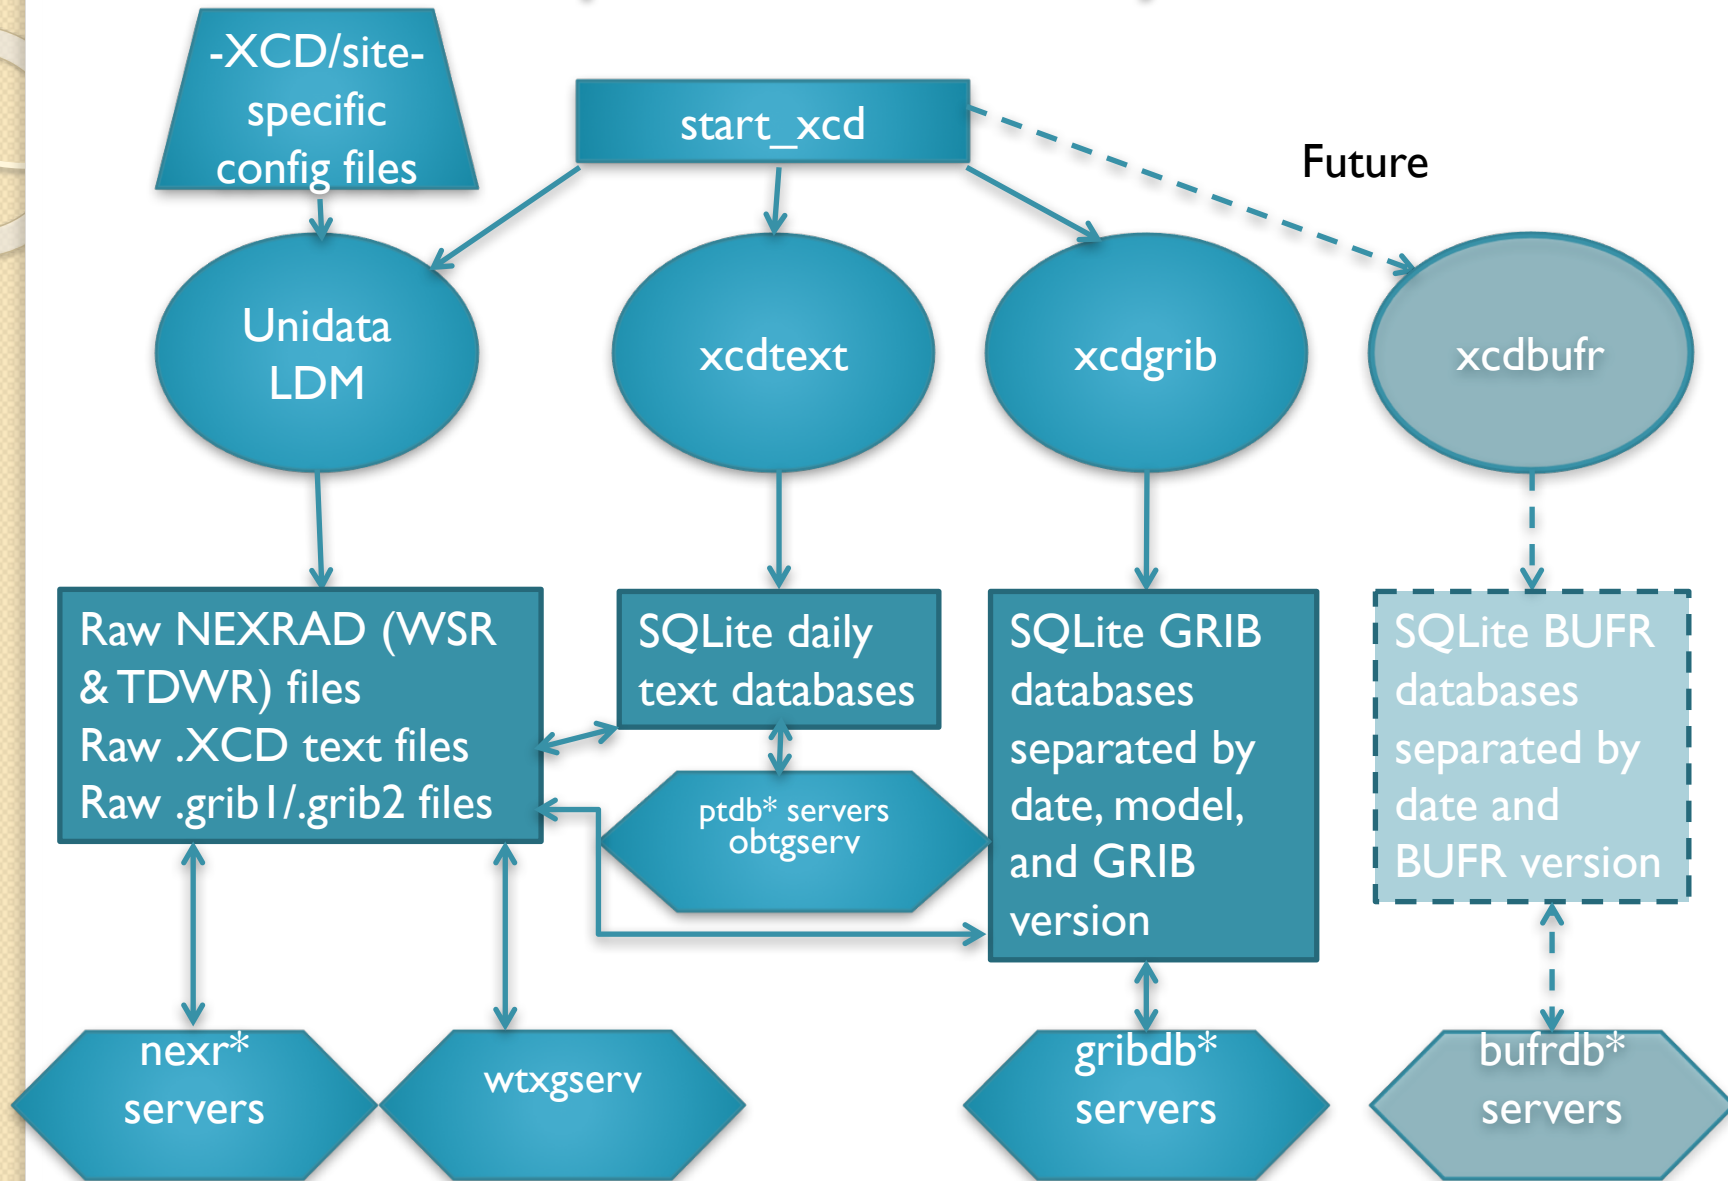 -XCD/site-
specific
config files
start_xcd
Future
Unidata
LDM
xcdtext
xcdgrib
xcdbufr
Raw NEXRAD (WSR
& TDWR) files
Raw .XCD text files
Raw .grib1/.grib2 files
SQLite daily
text databases
ptdb* servers
obtgserv
SQLite GRIB
databases
separated by
date, model,
and GRIB
version
SQLite BUFR
databases
separated by
date and
BUFR version
nexr*
servers
wtxgserv
gribdb*
servers
bufrdb*
servers